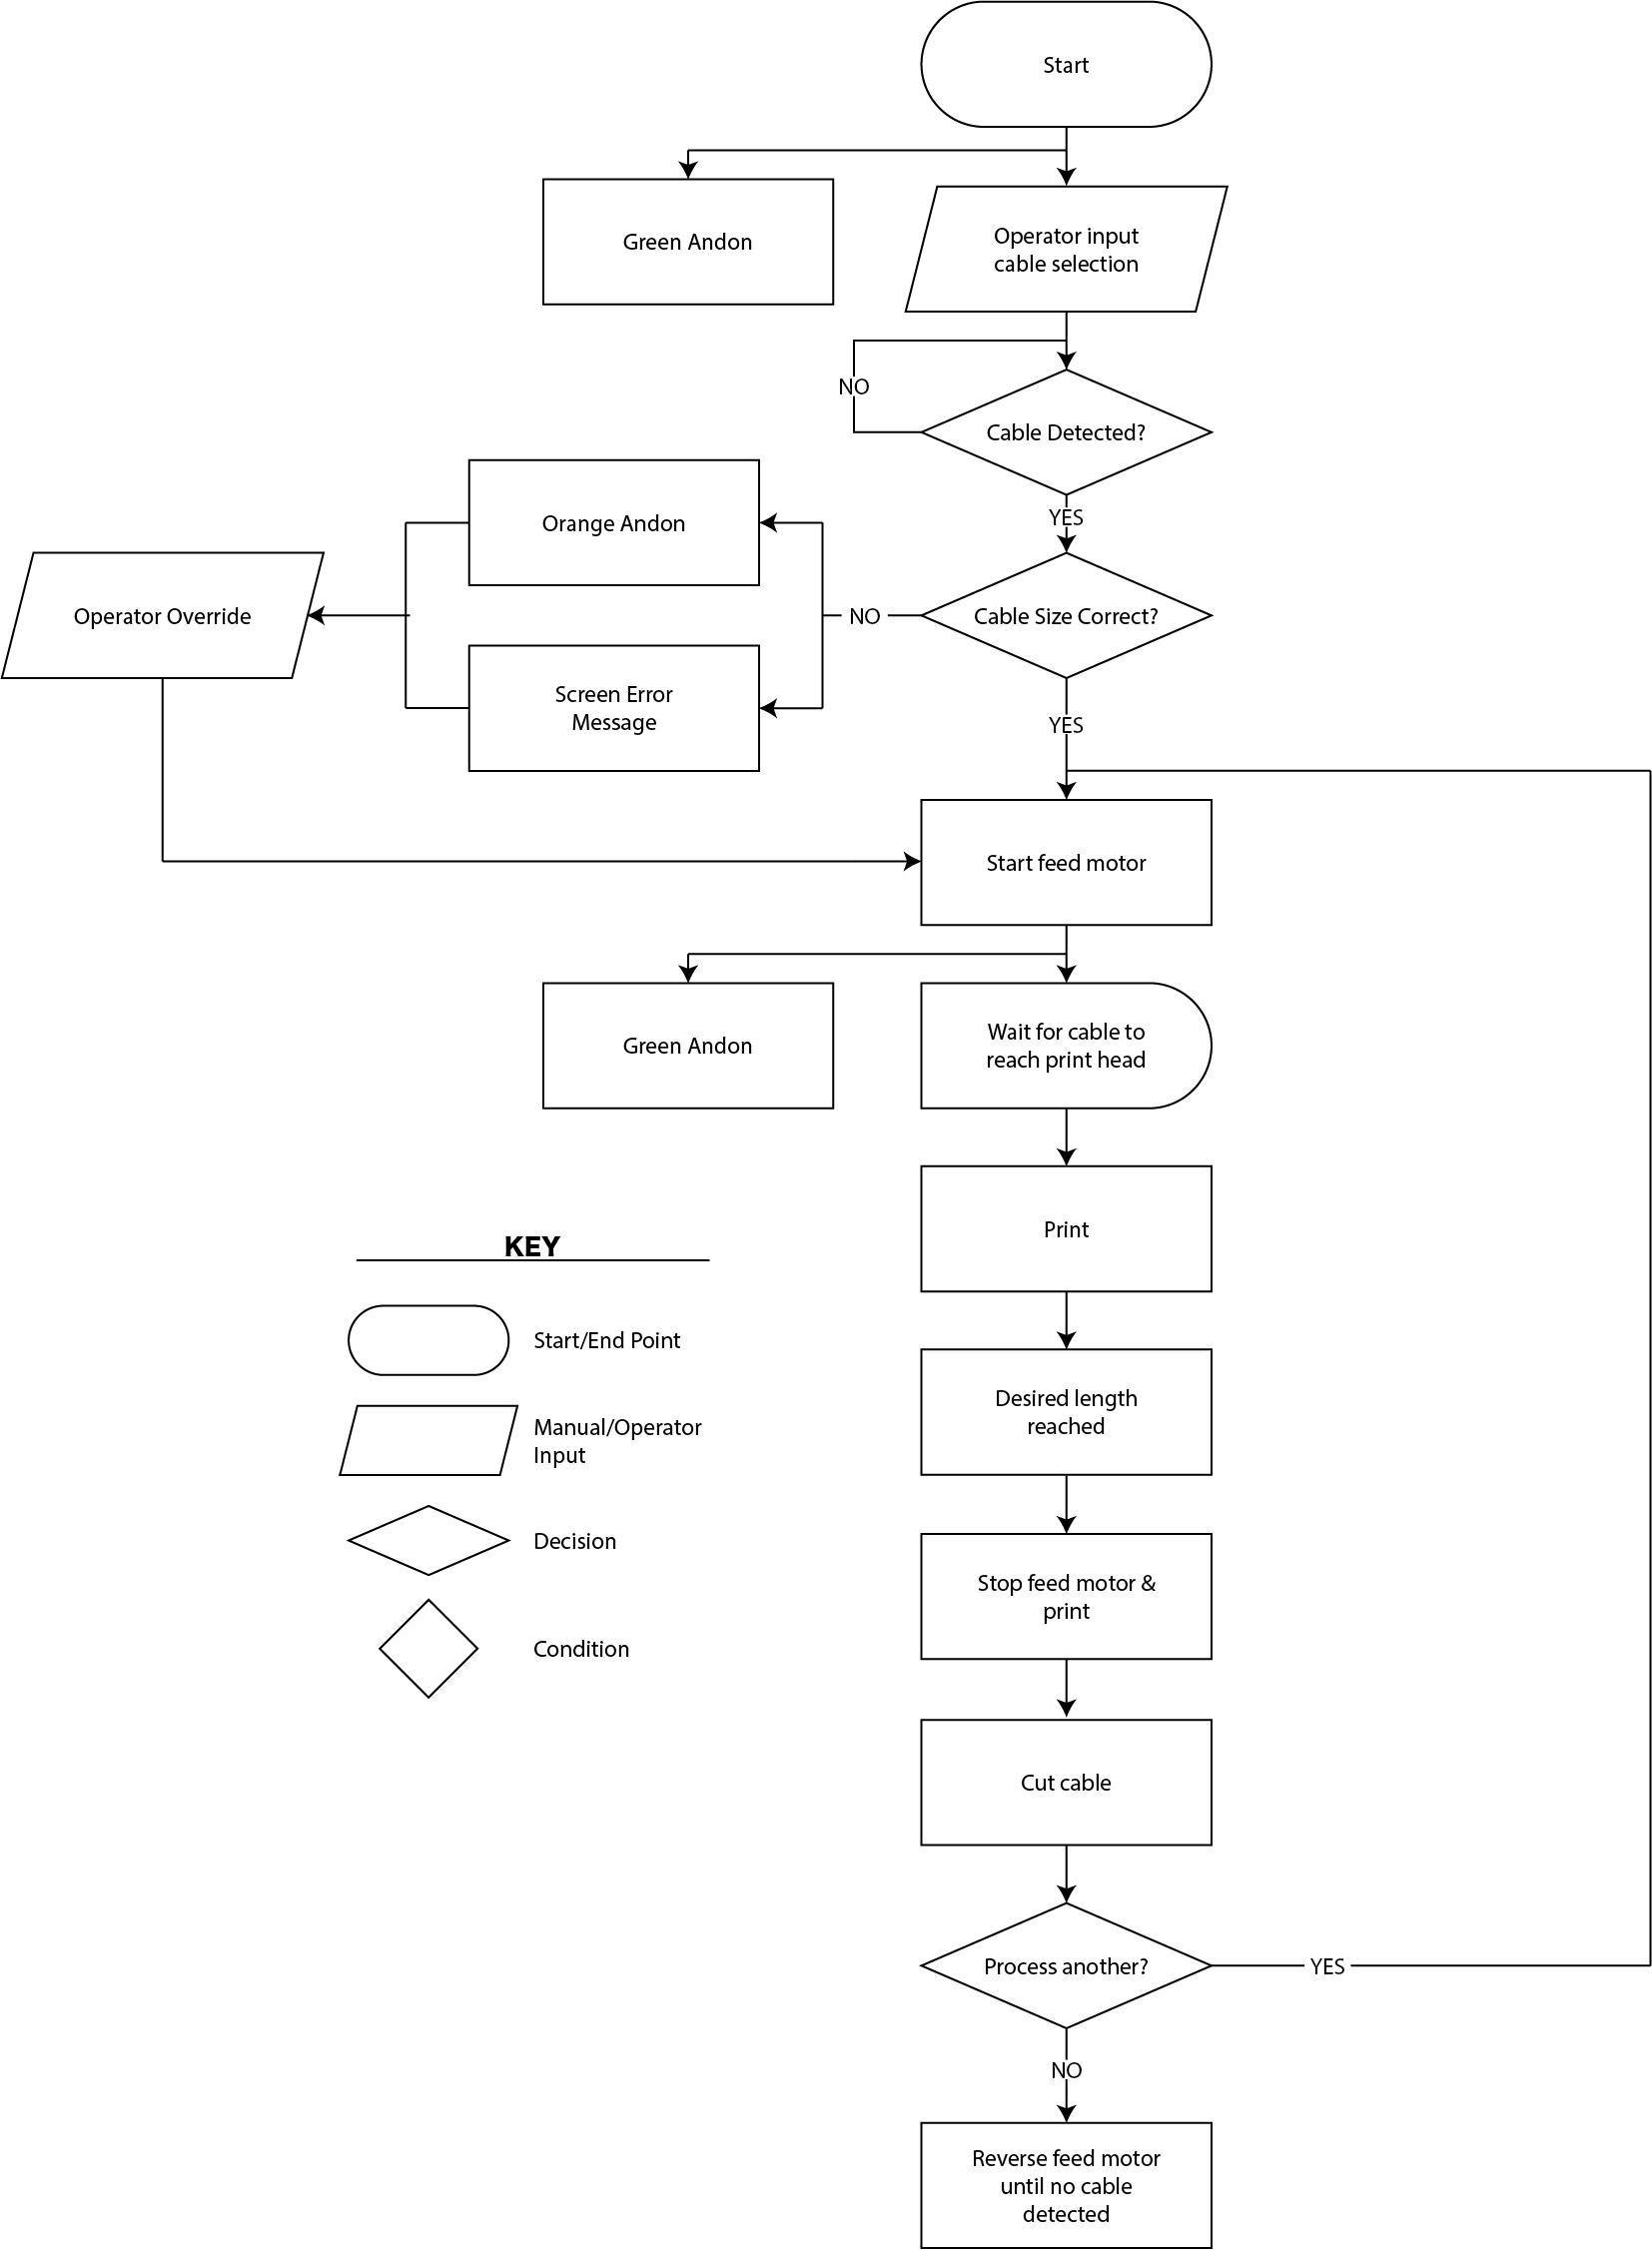 Start
Green Andon
Operator input
cable selection
NO
Cable Detected?
YES
Orange Andon
Operator Override
NO
Cable Size Correct?
Screen Error
Message
YES
Start feed motor
Green Andon
Wait for cable to
reach print head
Print
KEY
Start/End Point
Manual/Operator
Input
Decision
Condition
Desired length
reached
Stop feed motor &
print
Cut cable
Process another?
YES
NO
Reverse feed motor
until no cable
detected